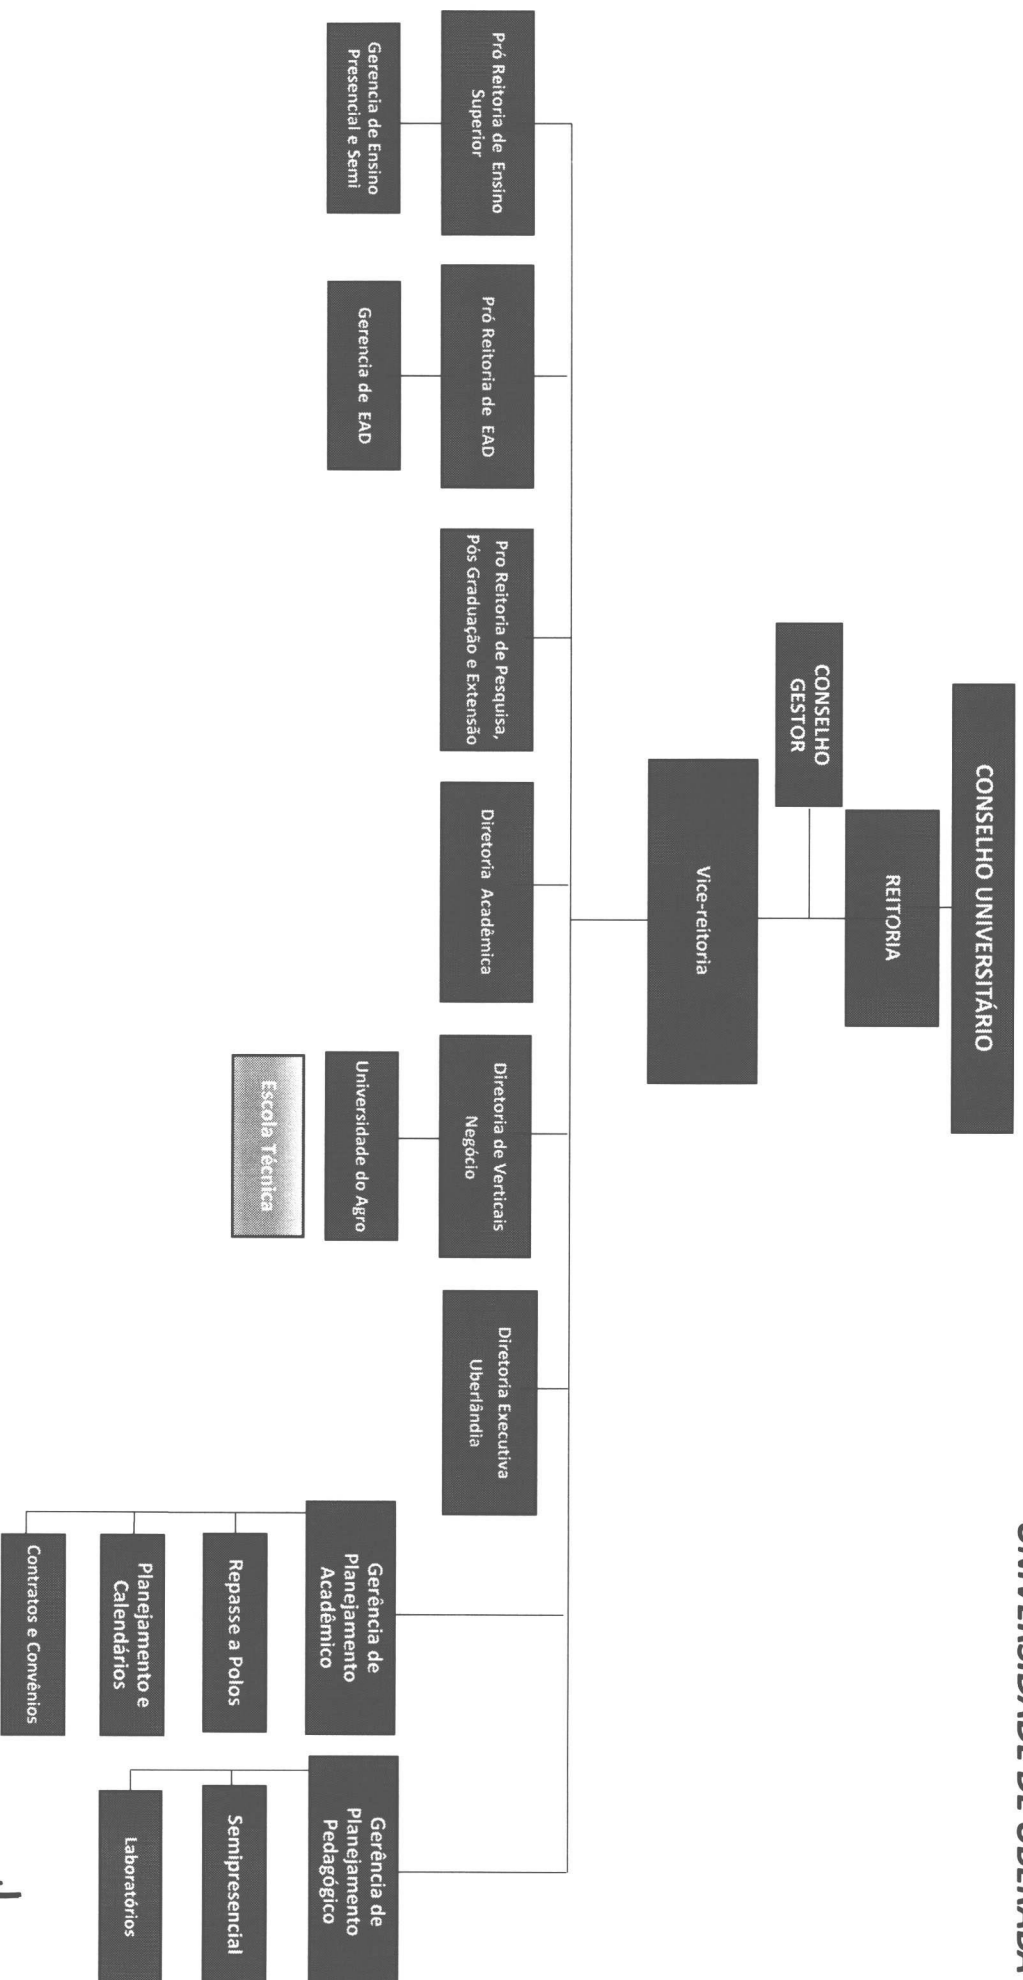 UNIVERSIDADE DE UBERABA
CONSELHO UNIVERSITÁRIO
REITORIA
CONSELHO
GESTOR
Vice-reitoria
Pró Reitoria de Ensino
Superior
Gerencia de Ensino
Presencial e Semi
Pró Reitoria de EAD
Gerencia de EAD
Pro Reitoria de Pesquisa,
Pós Graduação e Extensão
Diretoria Acadêmica
Diretoria de Verticais
Negócio
Universidade do Agro
Escola Técnica
Diretoria Executiva
Uberlândia
Gerência de
Planejamento
Acadêmico
Repasse a Polos
Planejamento e
Calendários
Contratos e Convênios
Gerência de
Planejamento
Pedagógico
Semipresencial
Laboratórios